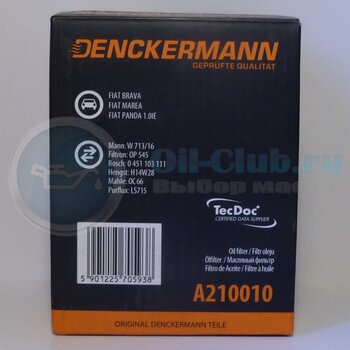 DENCKERMANN
GEPRÜFTE QUALITÄT
FIAT BRAVA
FIAT MAREA
FIAT PANDA 1.0IE
Mann: W 713/16
Filtron: OP 545
Bosch: 0 451 103 111
Hengst: H14W28
Mahle: OC 66
Purflux: LS715
Oil-Club.ru
Выбор масла
TecDoc
CERTIFIED DATA SUPPLIER
Oil filter / Filtr oleju
Ölfilter / Масляный фильтр
Filtro de Aceite / Filtre à huile
5 901225 705938
A210010
ORIGINAL DENCKERMANN TEILE